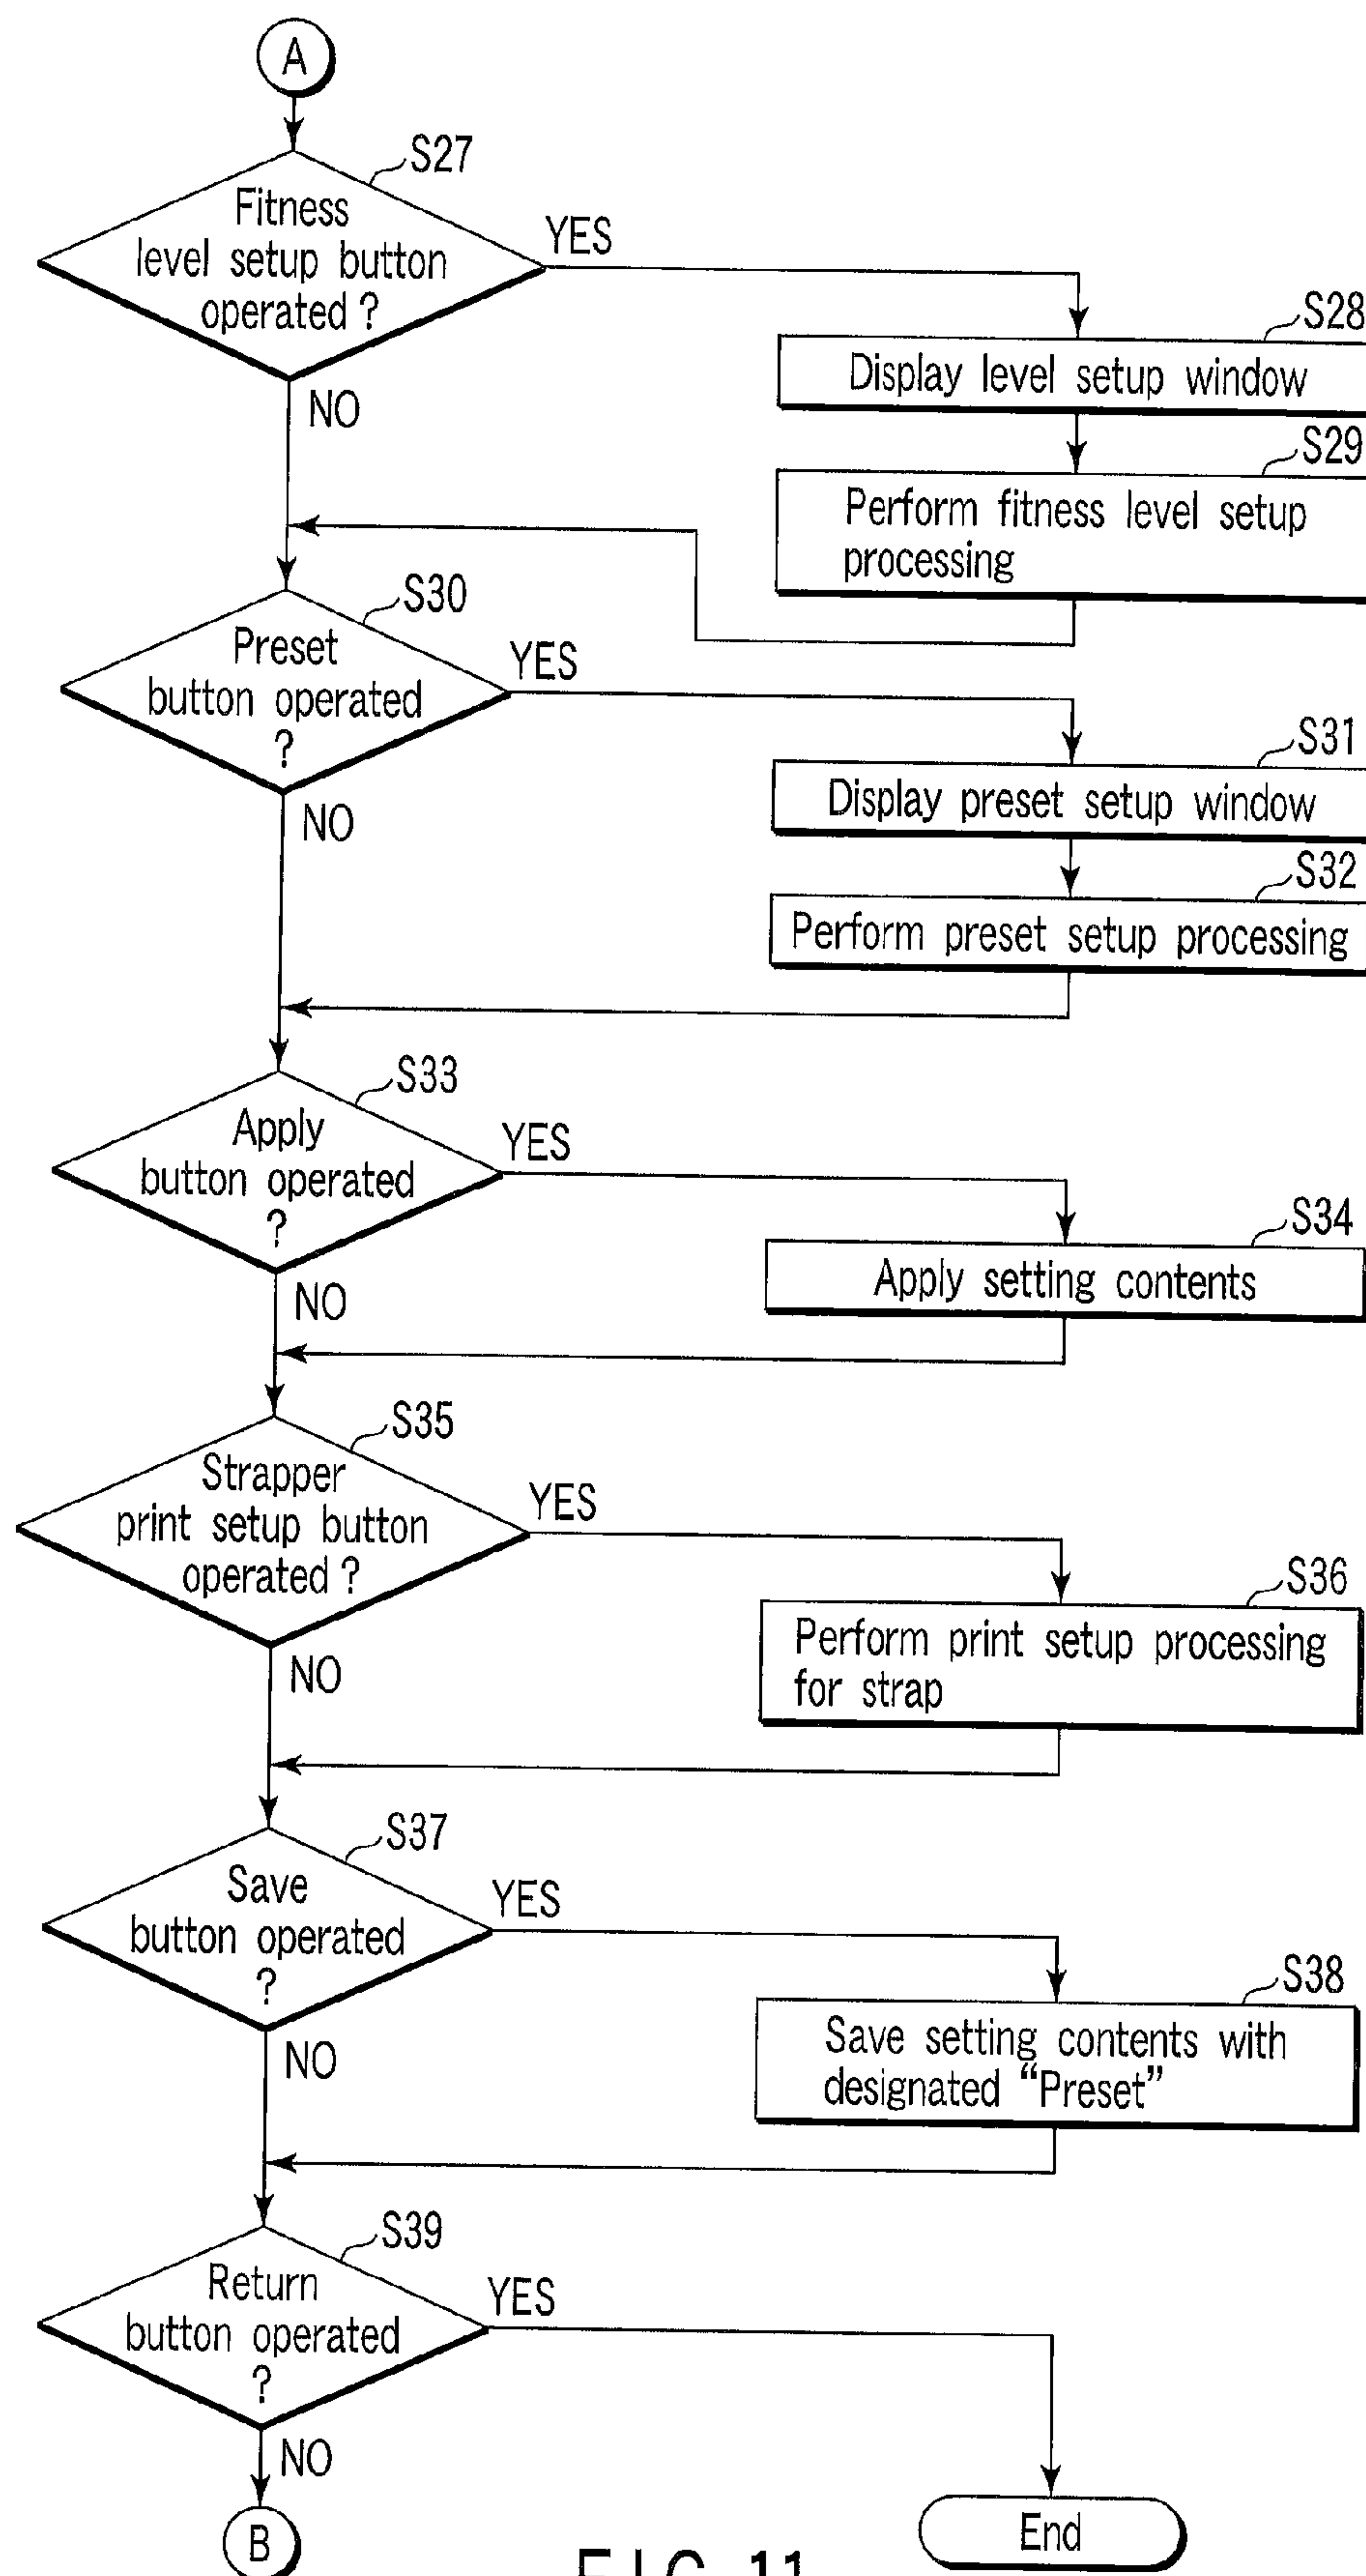 A
S27
Fitness
level setup button
operated ?
YES
NO
S28
Display level setup window
S29
Perform fitness level setup
processing
S30
Preset
button operated
?
YES
NO
S31
Display preset setup window
S32
Perform preset setup processing
S33
Apply
button operated
?
YES
NO
S34
Apply setting contents
S35
Strapper
print setup button
operated ?
YES
NO
S36
Perform print setup processing
for strap
S37
Save
button operated
?
YES
NO
S38
Save setting contents with
designated “Preset”
S39
Return
button operated
?
YES
NO
B
End
FIG. 11